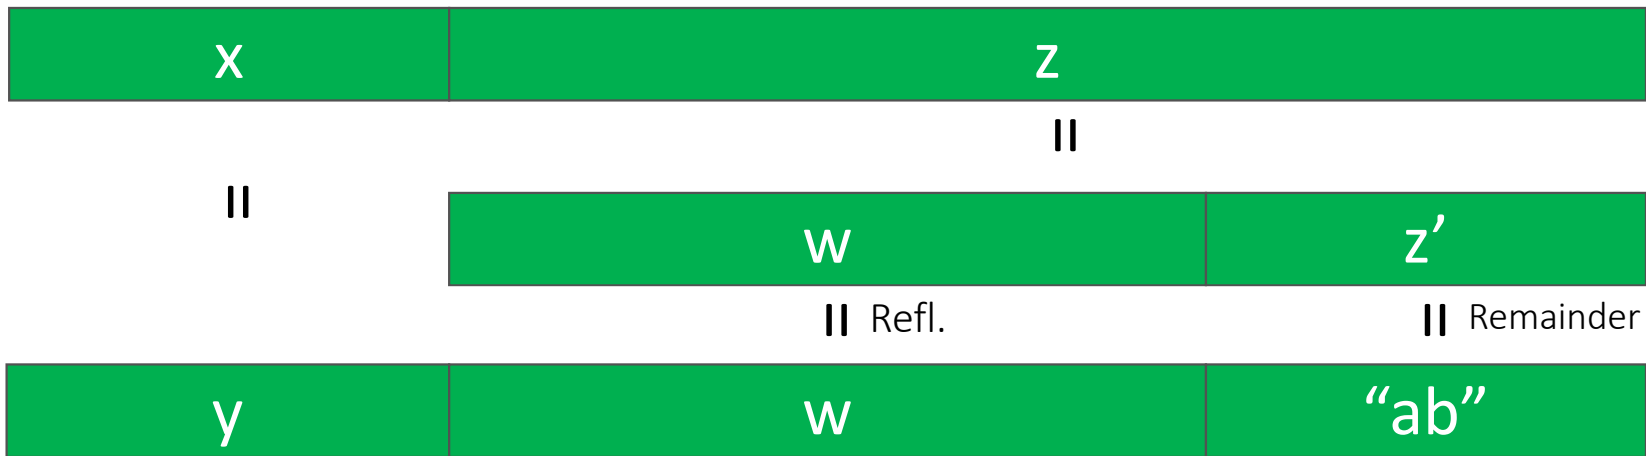 x z
=
=
w z′
= Refl. = Remainder
y w “ab”